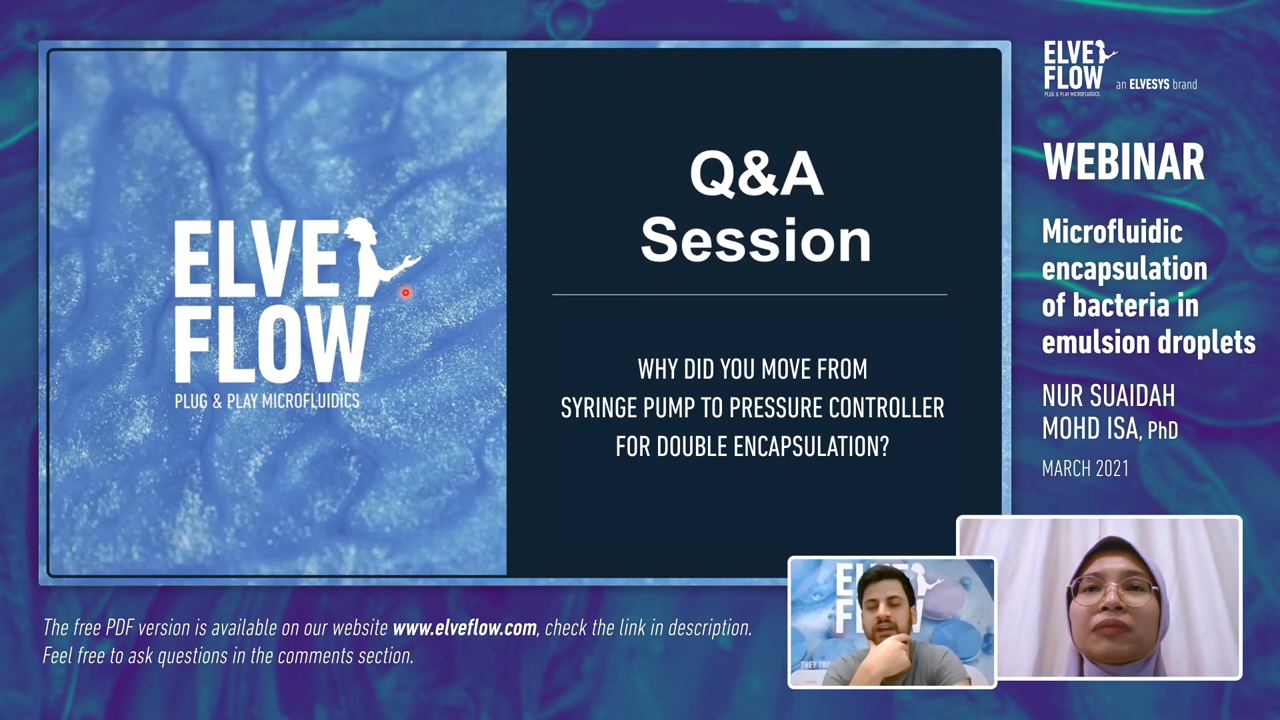 ELVE
FLOW
PLUG & PLAY MICROFLUIDICS
Q&A
Session
WHY DID YOU MOVE FROM
SYRINGE PUMP TO PRESSURE CONTROLLER
FOR DOUBLE ENCAPSULATION?
ELVE
FLOW
PLUG & PLAY MICROFLUIDICS
an ELVESYS brand
WEBINAR
Microfluidic
encapsulation
of bacteria in
emulsion droplets
NUR SUAIDAH
MOHD ISA, PhD
MARCH 2021
The free PDF version is available on our website www.elveflow.com, check the link in description.
Feel free to ask questions in the comments section.